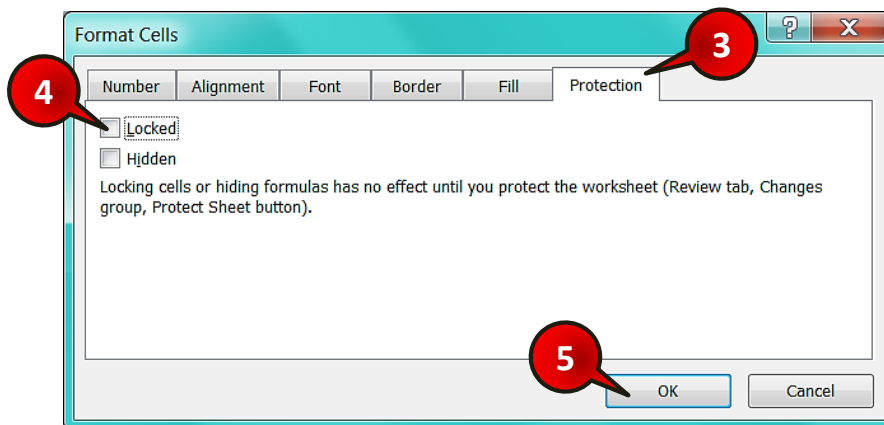 Format Cells
3
Number Alignment Font Border Fill Protection
4
Locked
Hidden
Locking cells or hiding formulas has no effect until you protect the worksheet (Review tab, Changes
group, Protect Sheet button).
5
OK Cancel